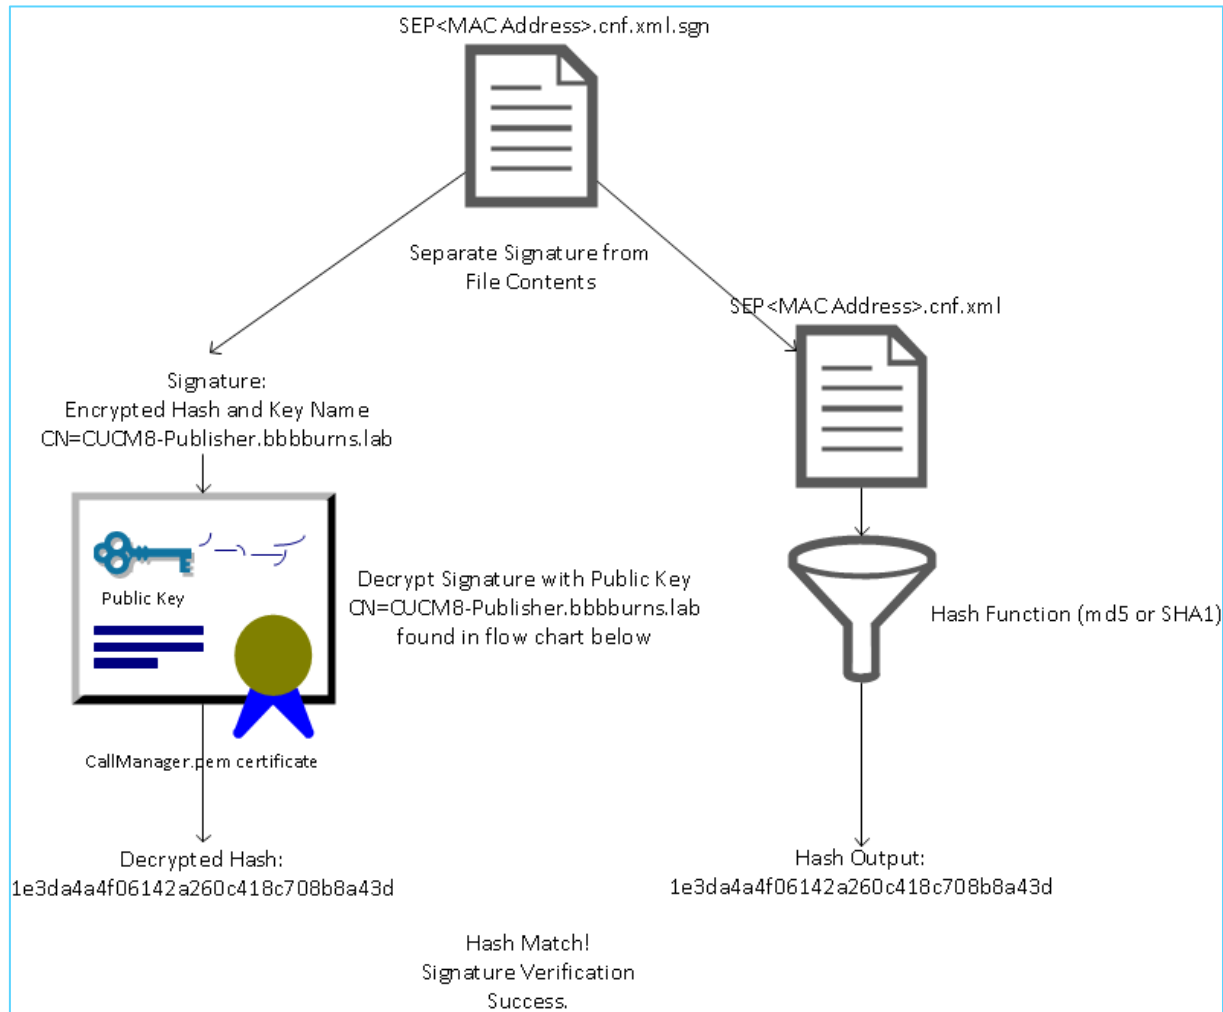 SEP<MAC Address>.cnf.xml.sgn
Separate Signature from
File Contents
SEP<MAC Address>.cnf.xml
Signature:
Encrypted Hash and Key Name
CN=CUCM8-Publisher.bbbburns.lab
Public Key
Decrypt Signature with Public Key
CN=CUCM8-Publisher.bbbburns.lab
found in flow chart below
Hash Function (md5 or SHA1)
CallManager.pem certificate
Decrypted Hash:
1e3da4a4f06142a260c418c708b8a43d
Hash Output:
1e3da4a4f06142a260c418c708b8a43d
Hash Match!
Signature Verification
Success.